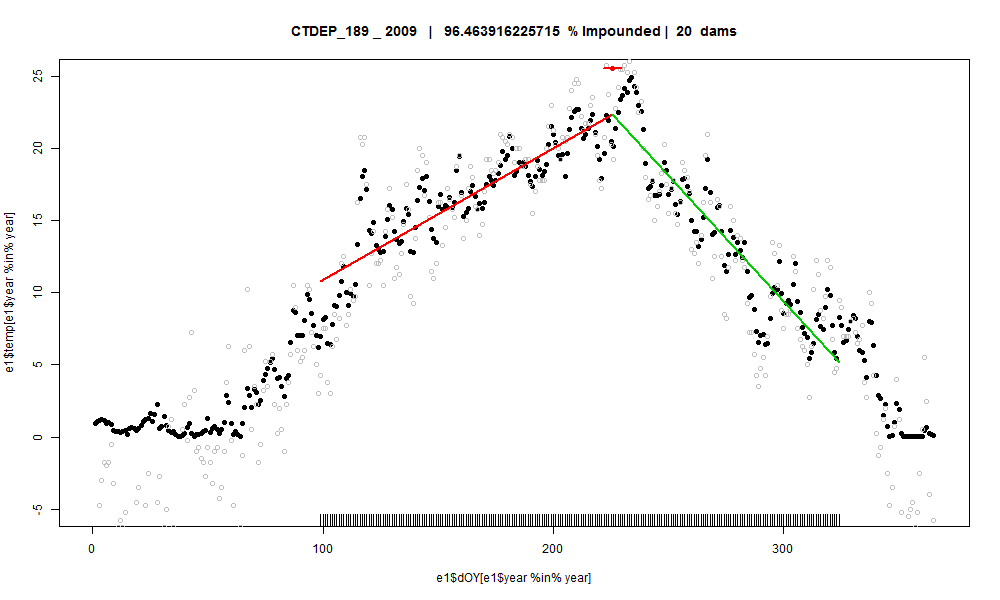 CTDEP_189 _ 2009 | 96.463916225715 % Impounded | 20 dams
e1$temp[e1$year %in% year]
25
20
15
10
5
0
-5
0 100 200 300
e1$dOY[e1$year %in% year]